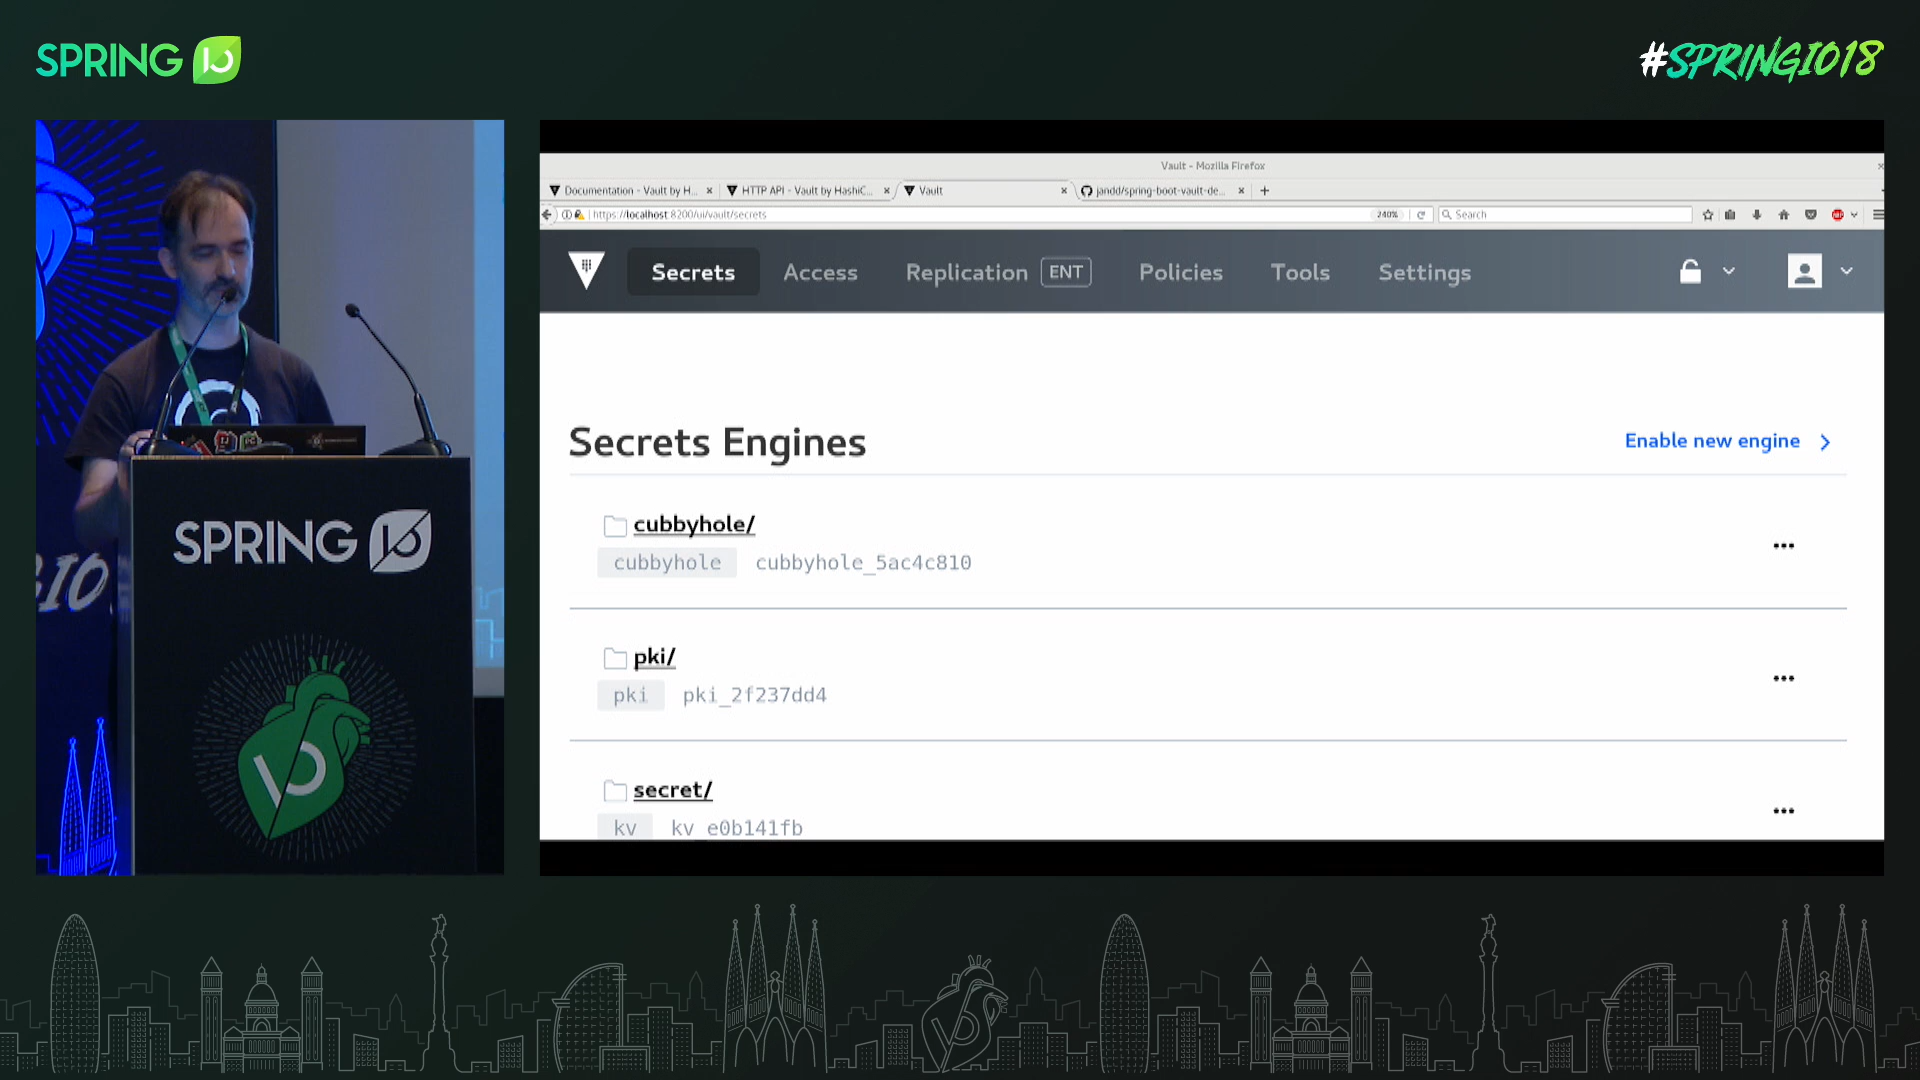 SPRING IO
#SPRINGIO18
Vault - Mozilla Firefox
Documentation - Vault by H...
HTTP API - Vault by HashiC...
Vault
jandd/spring-boot-vault-de...
https://localhost:8200/ui/vault/secrets
240%
Search
Secrets
Access
Replication ENT
Policies
Tools
Settings
Secrets Engines
Enable new engine
cubbyhole/
cubbyhole cubbyhole_5ac4c810
pki/
pki pki_2f237dd4
secret/
kv kv_e0b141fb
SPRING IO
GIO